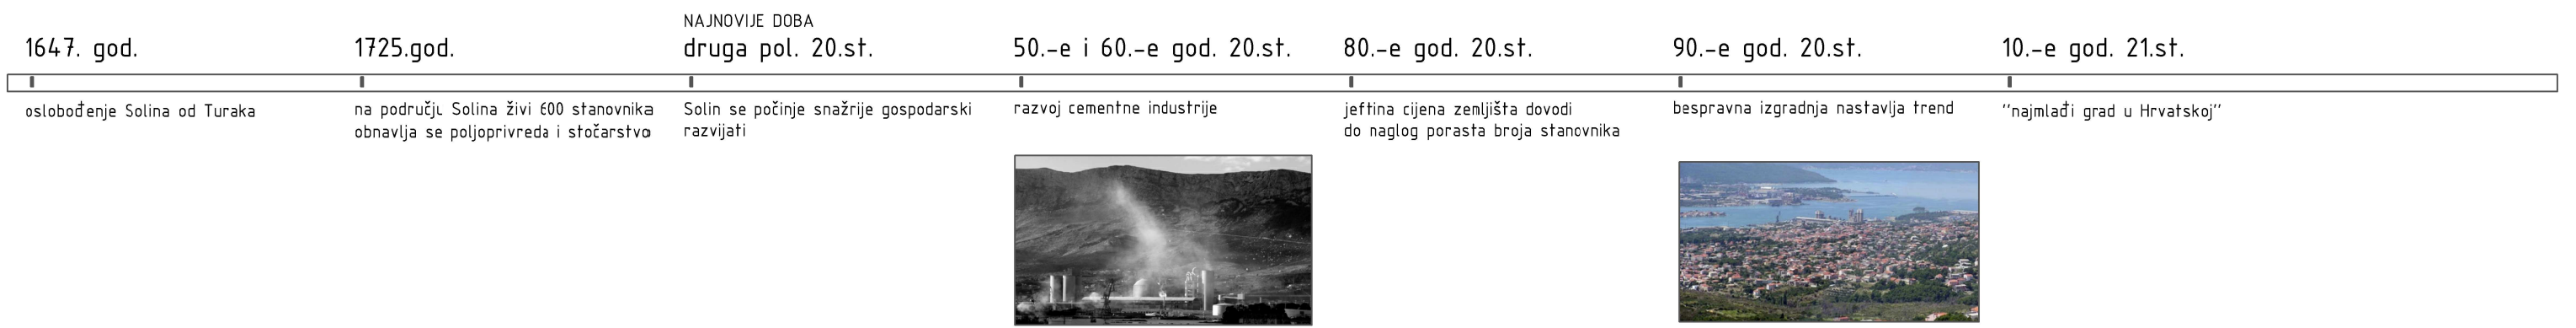 1647. god.
oslobođenje Solina od Turaka
1725.god.
na području Solina živi 600 stanovnika
obnavlja se poljoprivreda i stočarstvo
NAJNOVIJE DOBA
druga pol. 20.st.
Solin se počinje snažrije gospodarski
razvijati
50.-e i 60.-e god. 20.st.
razvoj cementne industrije
80.-e god. 20.st.
jeftina cijena zemljišta dovodi
do naglog porasta broja stanovnika
90.-e god. 20.st.
bespravna izgradnja nastavlja trend
10.-e god. 21.st.
''najmlađi grad u Hrvatskoj''